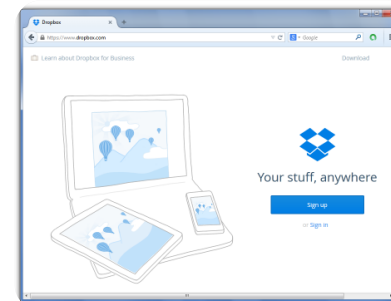 Dropbox
https://www.dropbox.com
Google
Learn about Dropbox for Business
Download
Your stuff, anywhere
Sign up
or Sign in